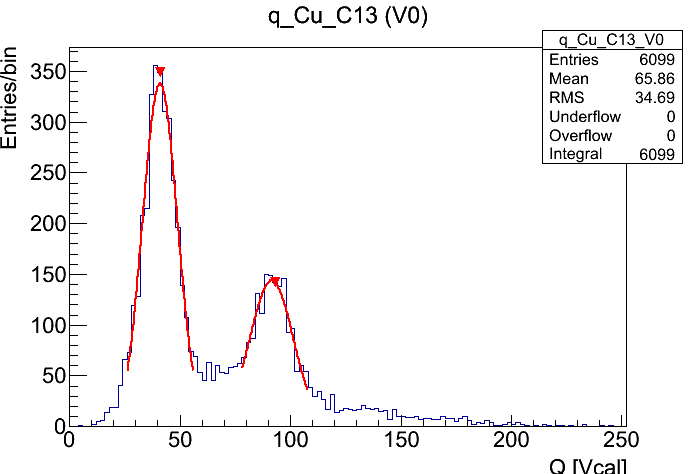 q_Cu_C13 (V0)
q_Cu_C13_V0
Entries 6099
Mean 65.86
RMS 34.69
Underflow 0
Overflow 0
Integral 6099
Entries/bin
350
300
250
200
150
100
50
0
0 50 100 150 200 250
Q [Vcal]